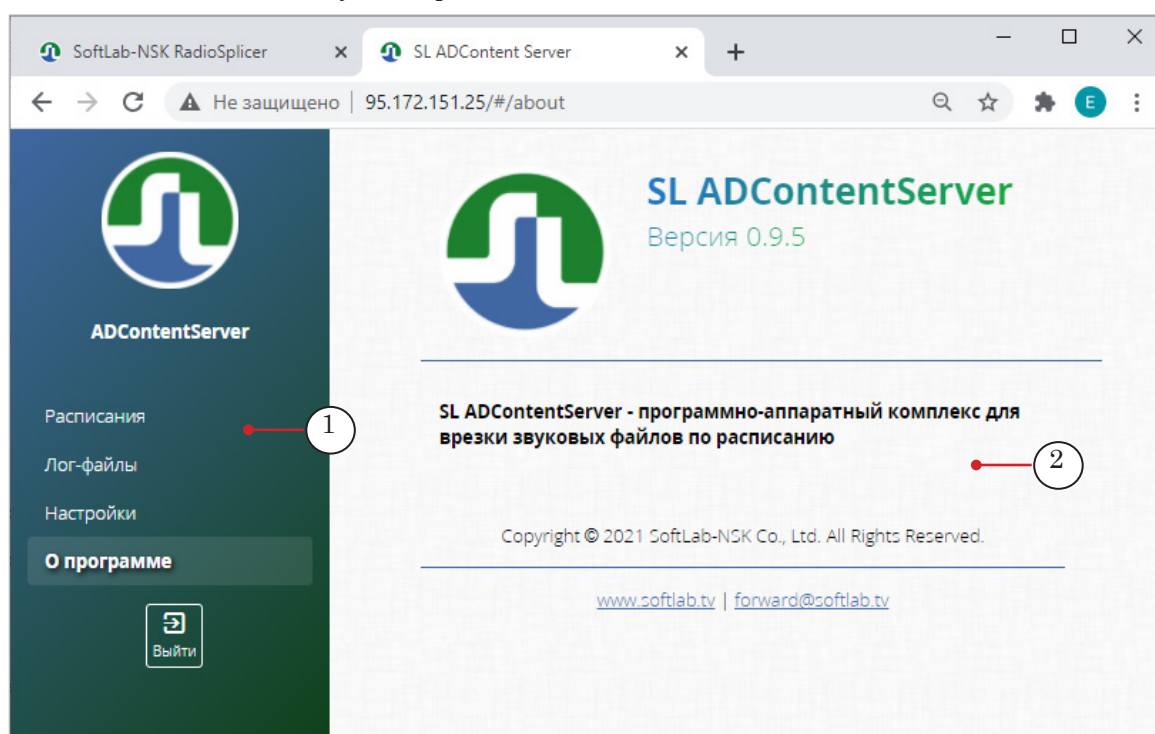 SoftLab-NSK RadioSplicer
SL ADContent Server
Не защищено
95.172.151.25/#/about
E
ADContentServer
Расписания
Лог-файлы
Настройки
О программе
Выйти
1
SL ADContentServer
Версия 0.9.5
SL ADContentServer - программно-аппаратный комплекс для
врезки звуковых файлов по расписанию
2
Copyright © 2021 SoftLab-NSK Co., Ltd. All Rights Reserved.
www.softlab.tv | forward@softlab.tv